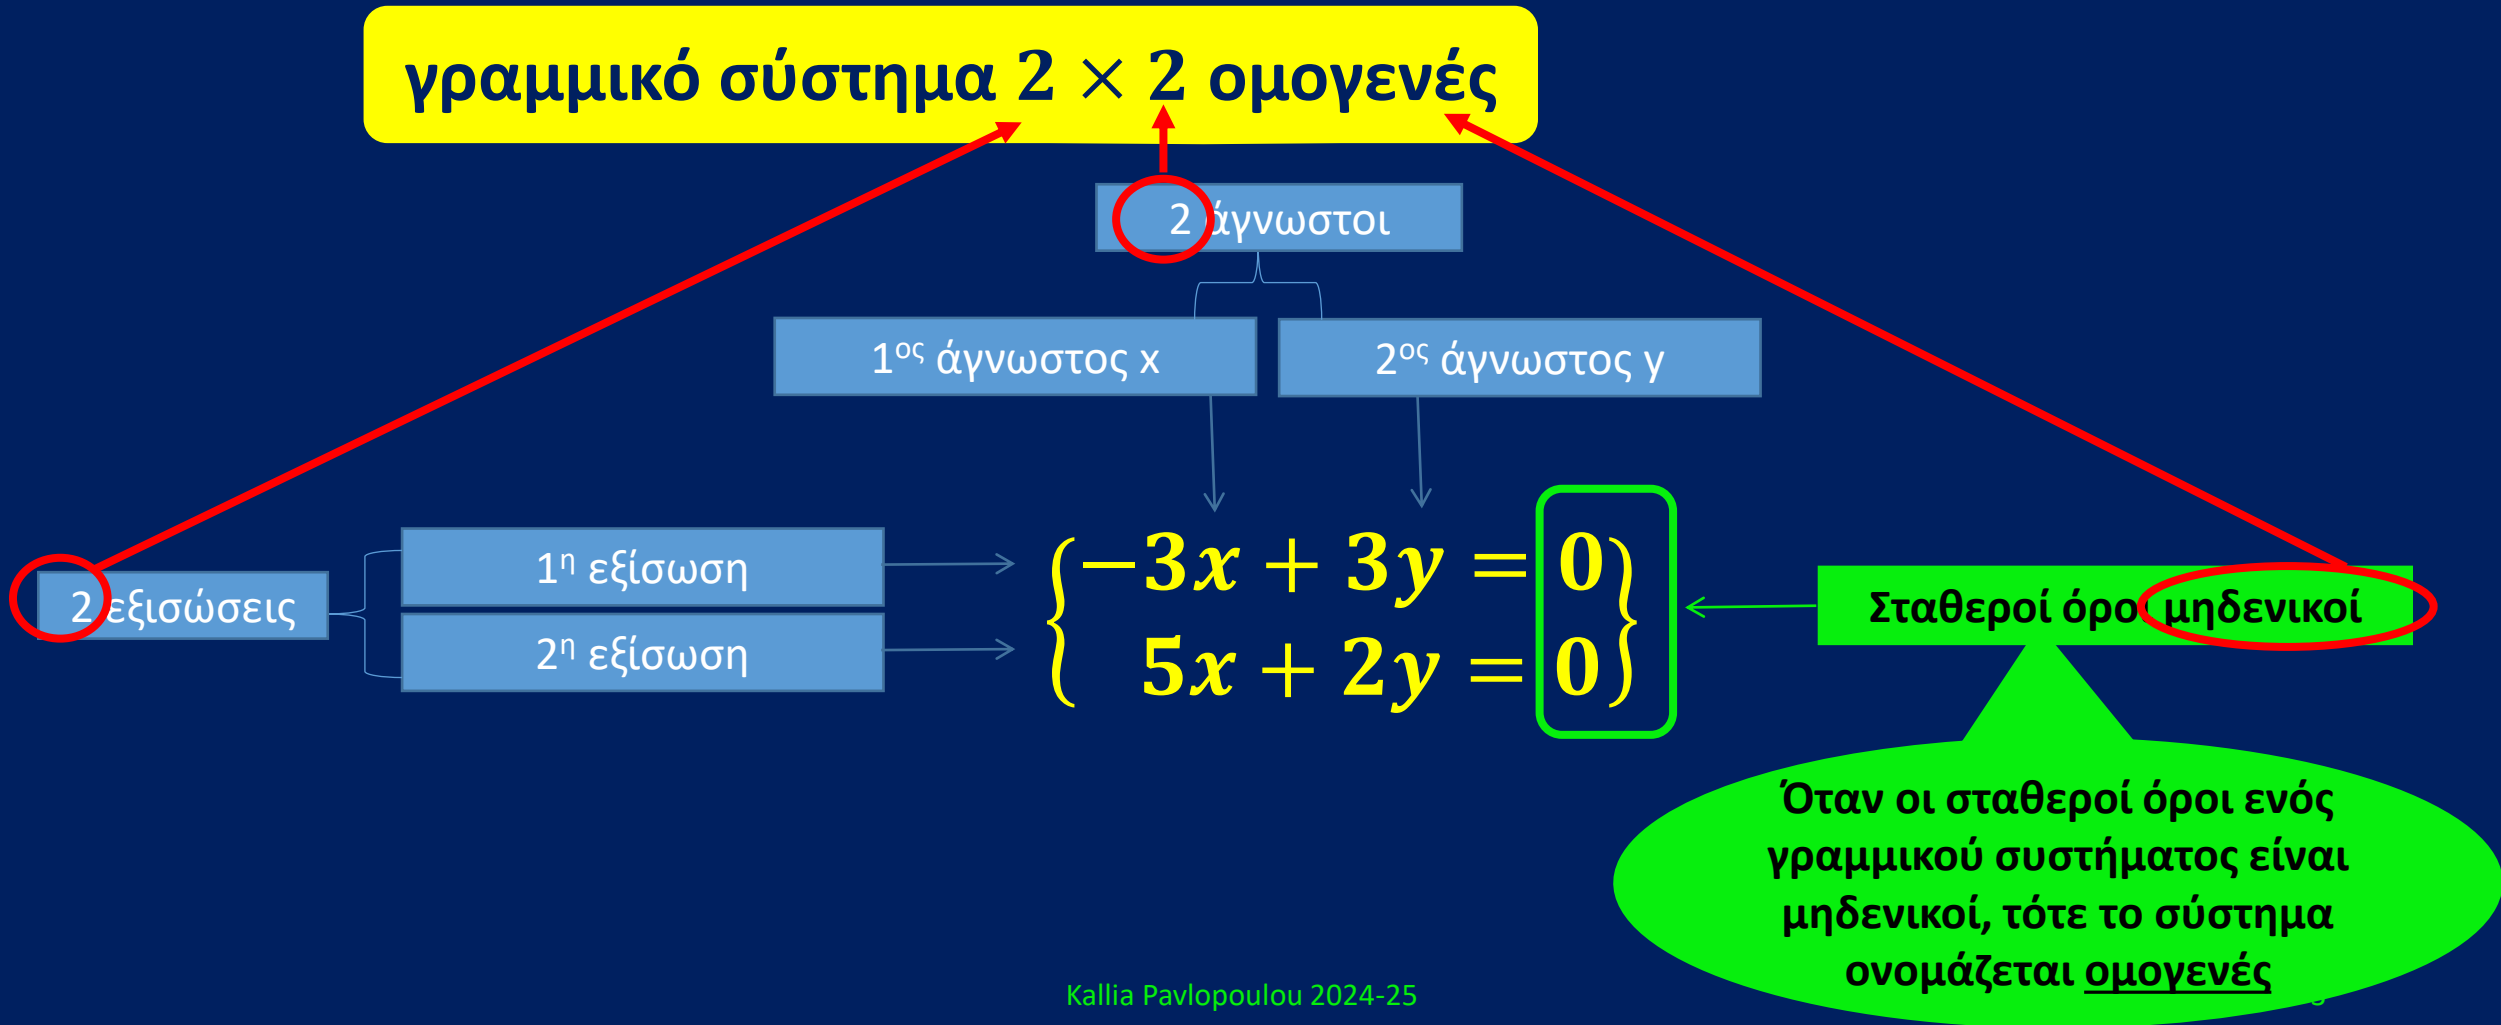 γραμμικό σύστημα 2 × 2 ομογενές
2 άγνωστοι
1ος άγνωστος x
2ος άγνωστος y
2 εξισώσεις
1η εξίσωση
2η εξίσωση
−3x + 3y = 0
5x + 2y = 0
Σταθεροί όροι μηδενικοί
Όταν οι σταθεροί όροι ενός
γραμμικού συστήματος είναι
μηδενικοί, τότε το σύστημα
ονομάζεται ομογενές
Kallia Pavlopoulou 2024-25